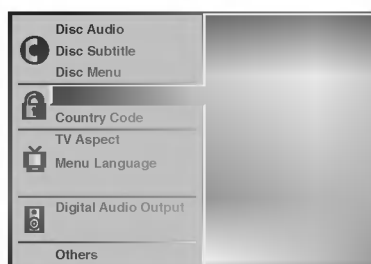 Disc Audio
Disc Subtitle
Disc Menu
Country Code
TV Aspect
Menu Language
Digital Audio Output
Others